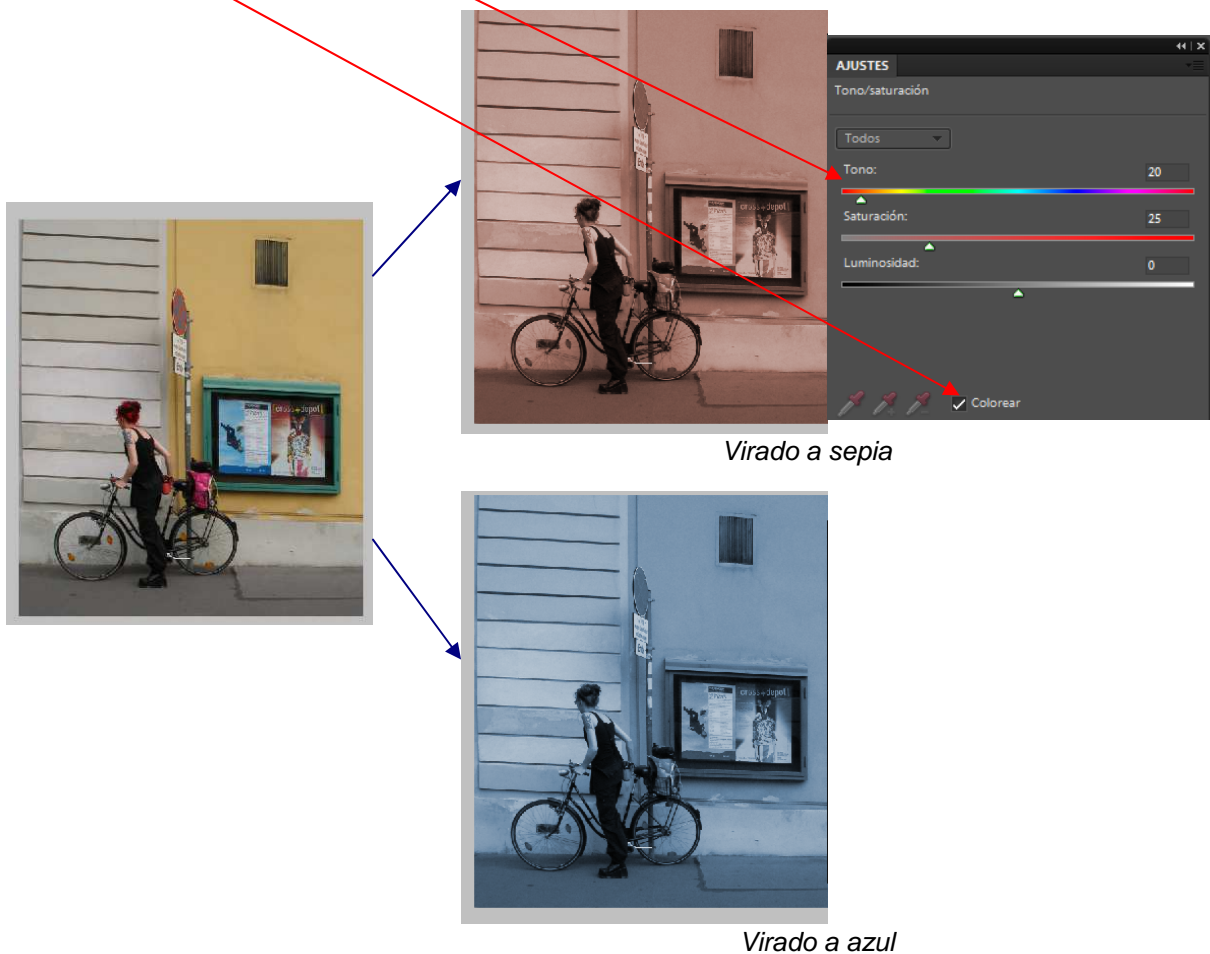 AJUSTES
Tono/saturación
Todos
Tono:
20
Saturación:
25
Luminosidad:
0
Colorear
Virado a sepia
Virado a azul